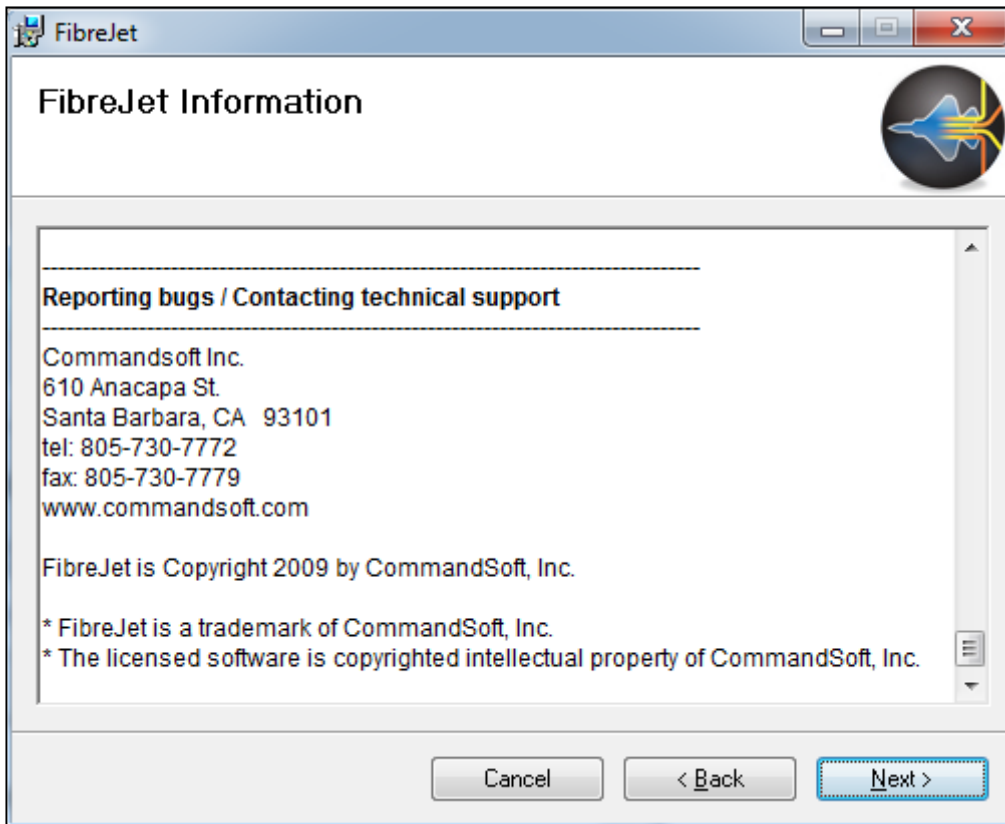 FibreJet
FibreJet Information
--------------------------------------------------------------------------------
Reporting bugs / Contacting technical support
--------------------------------------------------------------------------------
Commandsoft Inc.
610 Anacapa St.
Santa Barbara, CA   93101
tel: 805-730-7772
fax: 805-730-7779
www.commandsoft.com
FibreJet is Copyright 2009 by CommandSoft, Inc.
* FibreJet is a trademark of CommandSoft, Inc.
* The licensed software is copyrighted intellectual property of CommandSoft, Inc.
Cancel < Back Next >